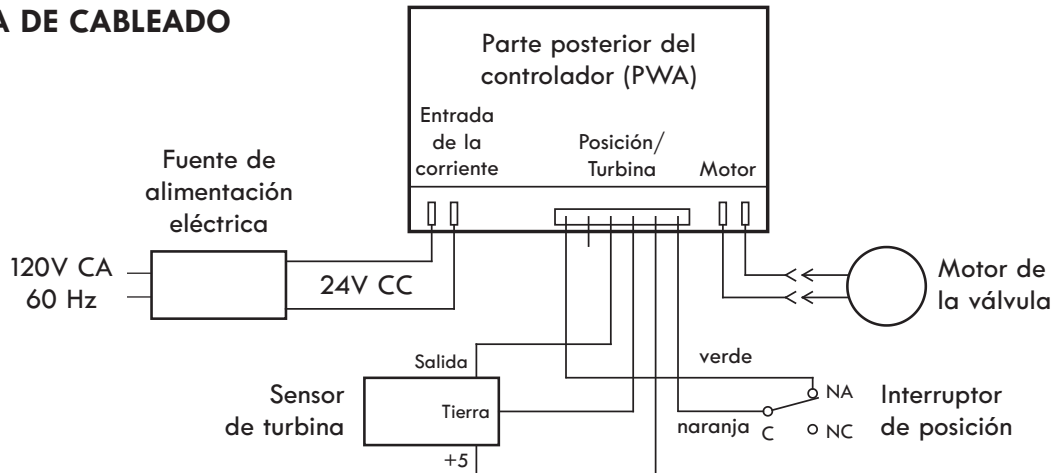 A DE CABLEADO
Parte posterior del
controlador (PWA)
Entrada
de la
corriente
Posición/
Turbina
Motor
Fuente de
alimentación
eléctrica
120V CA
60 Hz
24V CC
Motor de
la válvula
Salida
verde
Sensor
de turbina
Tierra
naranja
C
NA
NC
Interruptor
de posición
+5